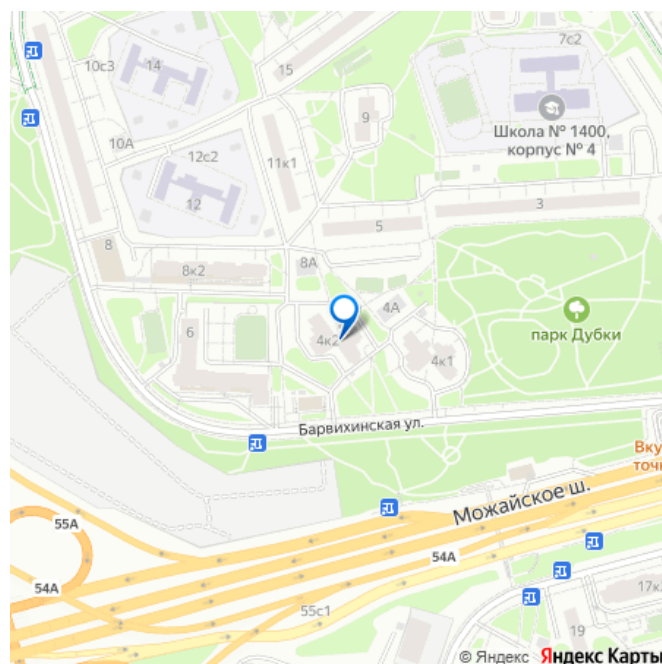 7с2
15
10с3
14
9
Школа № 1400,
корпус № 4
10А
12с2
11к1
12
3
5
8
8А
8к2
4А
6
4к2
парк Дубки
4к1
Барвихинская ул.
Вку
точк
Можайское ш.
55А
54А
54А
55с1
17к
19
© Яндекс Яндекс Карты